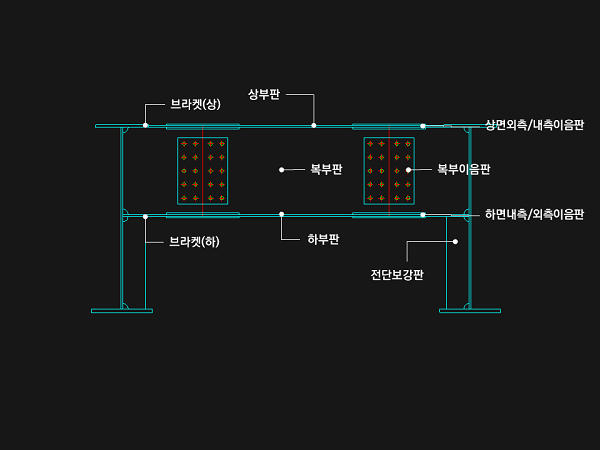 상부판
브라켓(상)
상면외측/내측이음판
복부판
복부이음판
하면내측/외측이음판
브라켓(하)
하부판
전단보강판